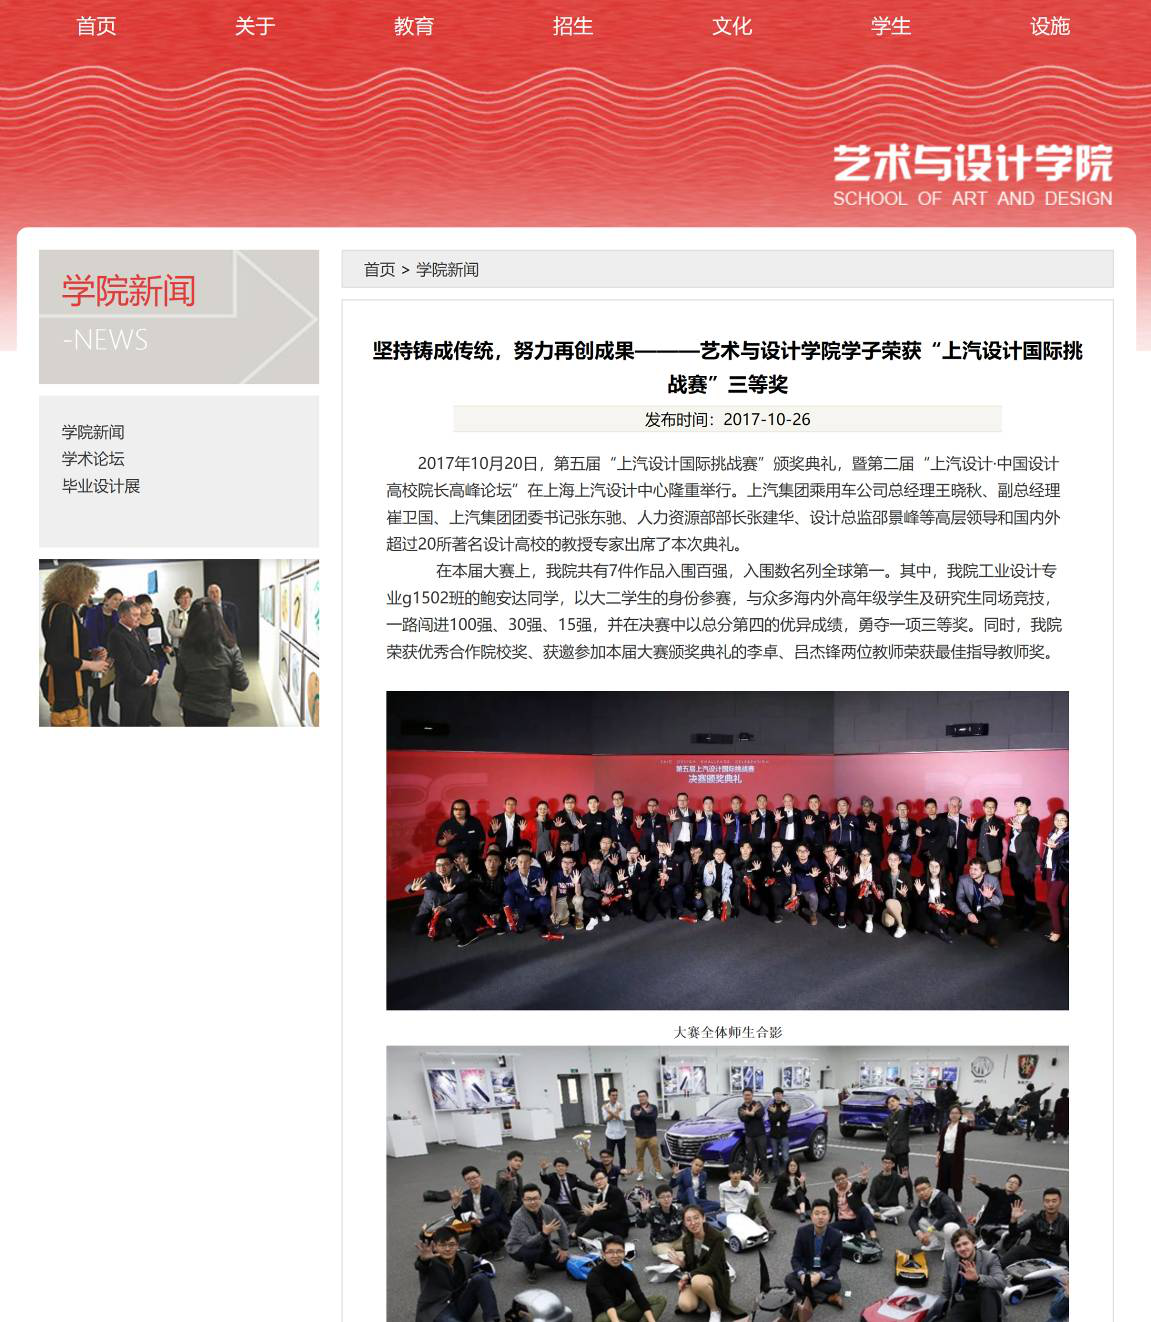 首页 关于 教育 招生 文化 学生 设施
艺术与设计学院
SCHOOL OF ART AND DESIGN
学院新闻
-NEWS
学院新闻
学术论坛
毕业设计展
首页 > 学院新闻
坚持铸成传统，努力再创成果————艺术与设计学院学子荣获“上汽设计国际挑
战赛”三等奖
发布时间：2017-10-26
2017年10月20日，第五届“上汽设计国际挑战赛”颁奖典礼，暨第二届“上汽设计·中国设计
高校院长高峰论坛”在上海上汽设计中心隆重举行。上汽集团乘用车公司总经理王晓秋、副总经理
崔卫国、上汽集团团委书记张东驰、人力资源部部长张建华、设计总监邵景峰等高层领导和国内外
超过20所著名设计高校的教授专家出席了本次典礼。
在本届大赛上，我院共有7件作品入围百强，入围数名列全球第一。其中，我院工业设计专
业g1502班的鲍安达同学，以大二学生的身份参赛，与众多海内外高年级学生及研究生同场竞技，
一路闯进100强、30强、15强，并在决赛中以总分第四的优异成绩，勇夺一项三等奖。同时，我院
荣获优秀合作院校奖、获邀参加本届大赛颁奖典礼的李卓、吕杰锋两位教师荣获最佳指导教师奖。
第五届上汽设计国际挑战赛
决赛颁奖典礼
大赛全体师生合影